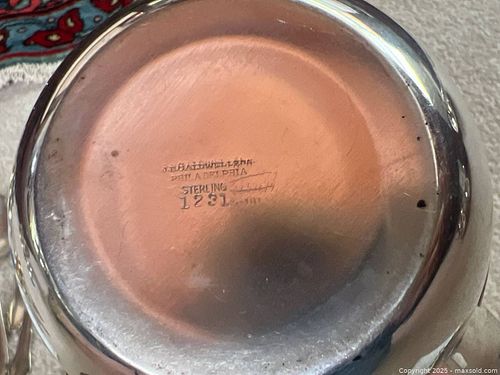 J.E. CALDWELL & CO
PHILADELPHIA
STERLING
1231
Copyright 2025 - maxsold.com